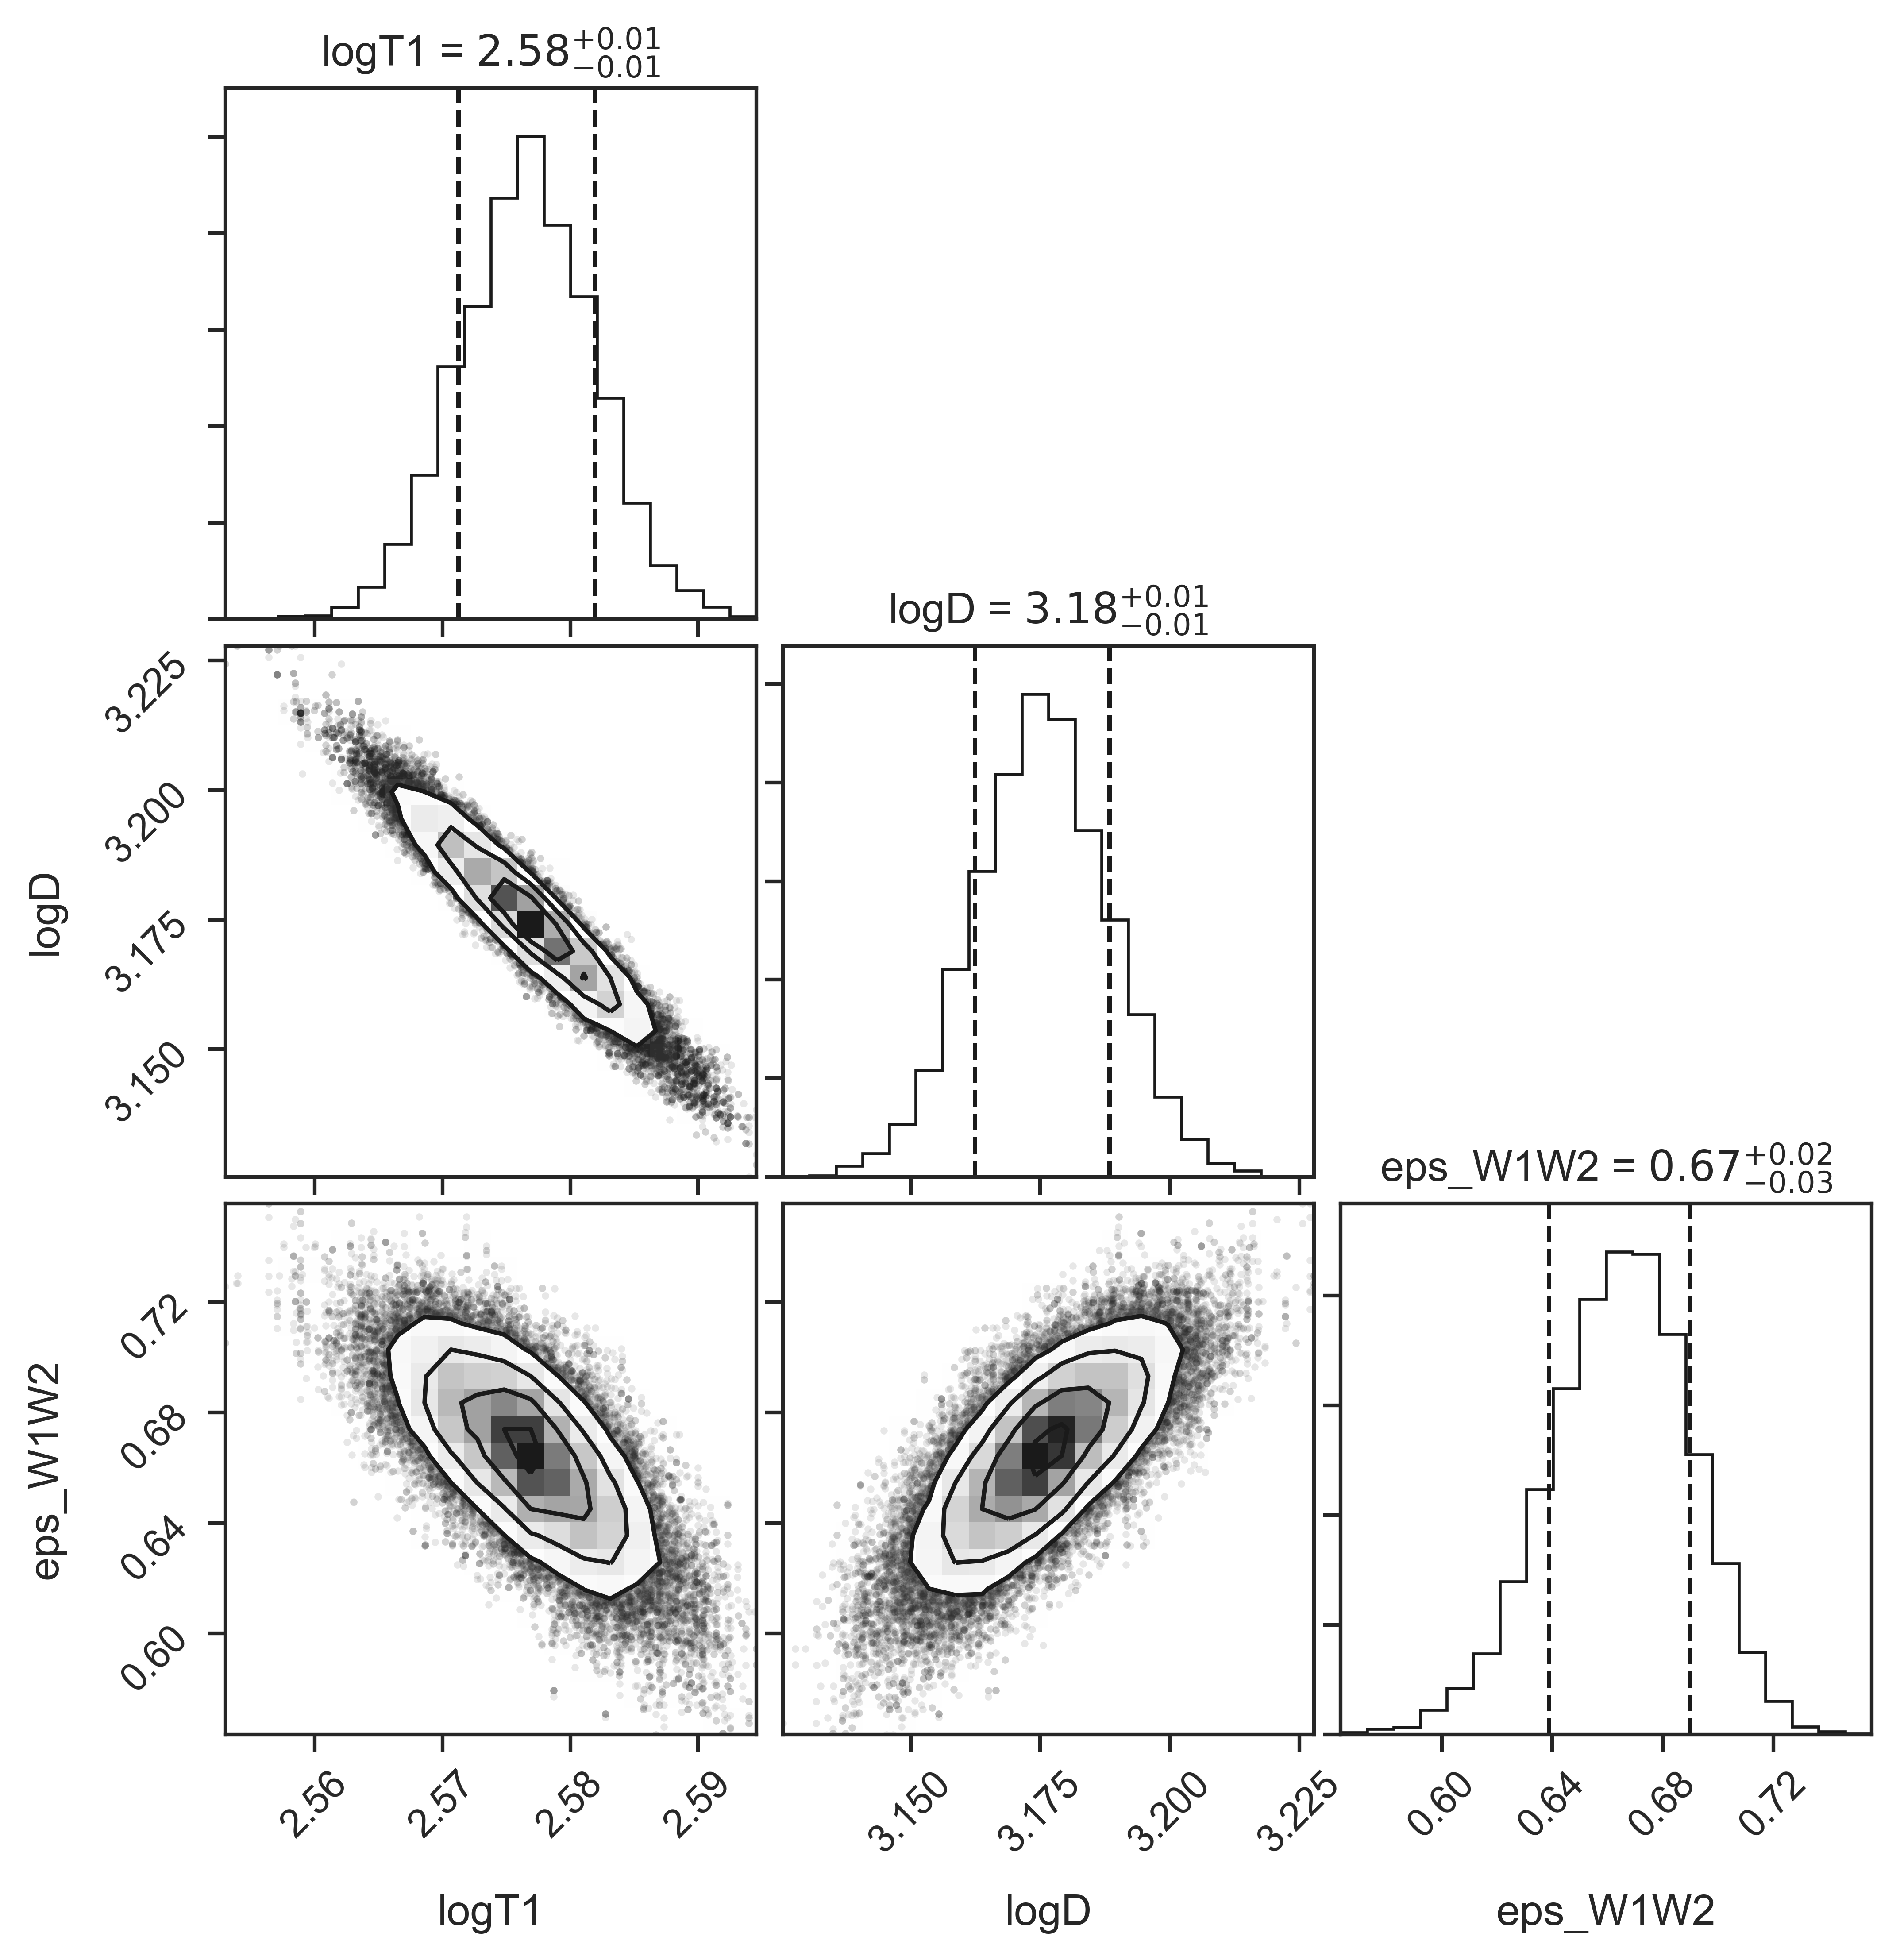 logT1 = 2.58 +0.01 −0.01
logD = 3.18 +0.01 −0.01
3.225
3.200
3.175
3.150
logD
eps_W1W2 = 0.67 +0.02 −0.03
0.72
0.68
0.64
0.60
eps_W1W2
2.56 2.57 2.58 2.59 3.150 3.175 3.200 3.225 0.60 0.64 0.68 0.72
logT1 logD eps_W1W2